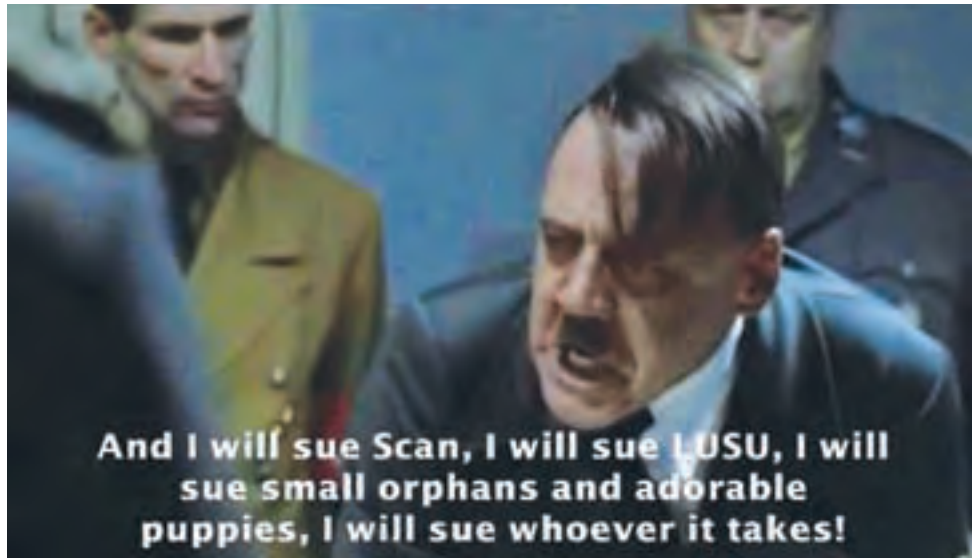 And I will sue Scan, I will sue LUSU, I will
sue small orphans and adorable
puppies, I will sue whoever it takes!